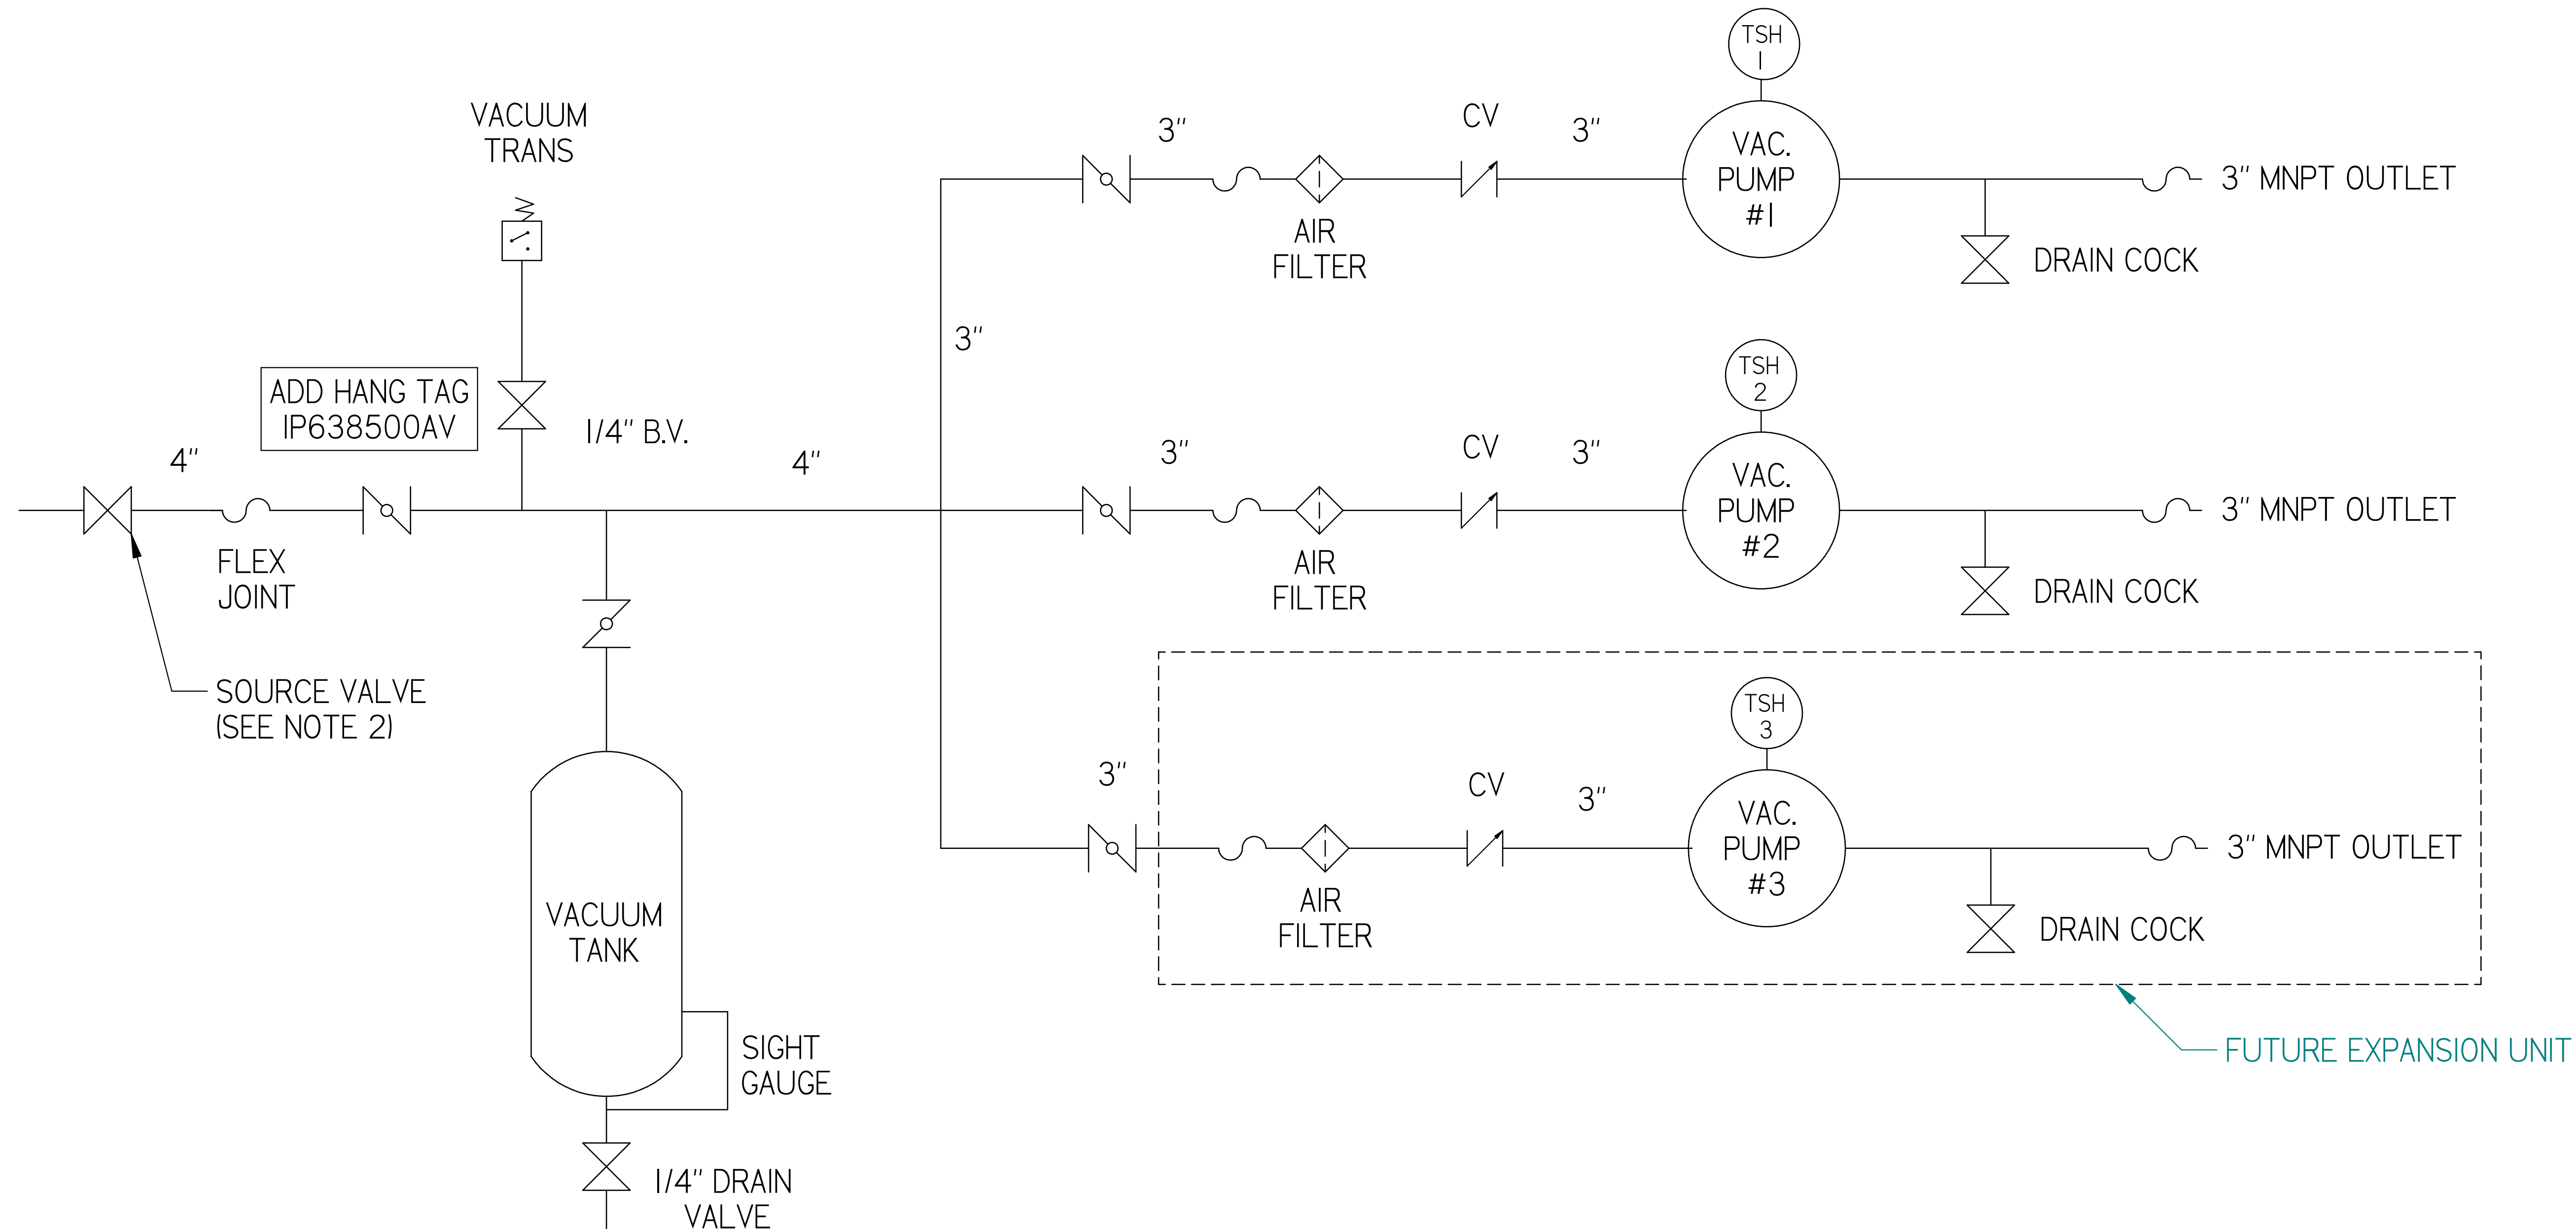 TSH
1
VACUUM
TRANS
3"
CV
3"
VAC.
PUMP
#1
3" MNPT OUTLET
AIR
FILTER
DRAIN COCK
3"
TSH
2
ADD HANG TAG
IP638500AV
1/4" B.V.
4"
4"
3"
CV
3"
VAC.
PUMP
#2
3" MNPT OUTLET
FLEX
JOINT
AIR
FILTER
DRAIN COCK
SOURCE VALVE
(SEE NOTE 2)
TSH
3
3"
CV
3"
VAC.
PUMP
#3
3" MNPT OUTLET
AIR
FILTER
DRAIN COCK
VACUUM
TANK
SIGHT
GAUGE
FUTURE EXPANSION UNIT
1/4" DRAIN
VALVE